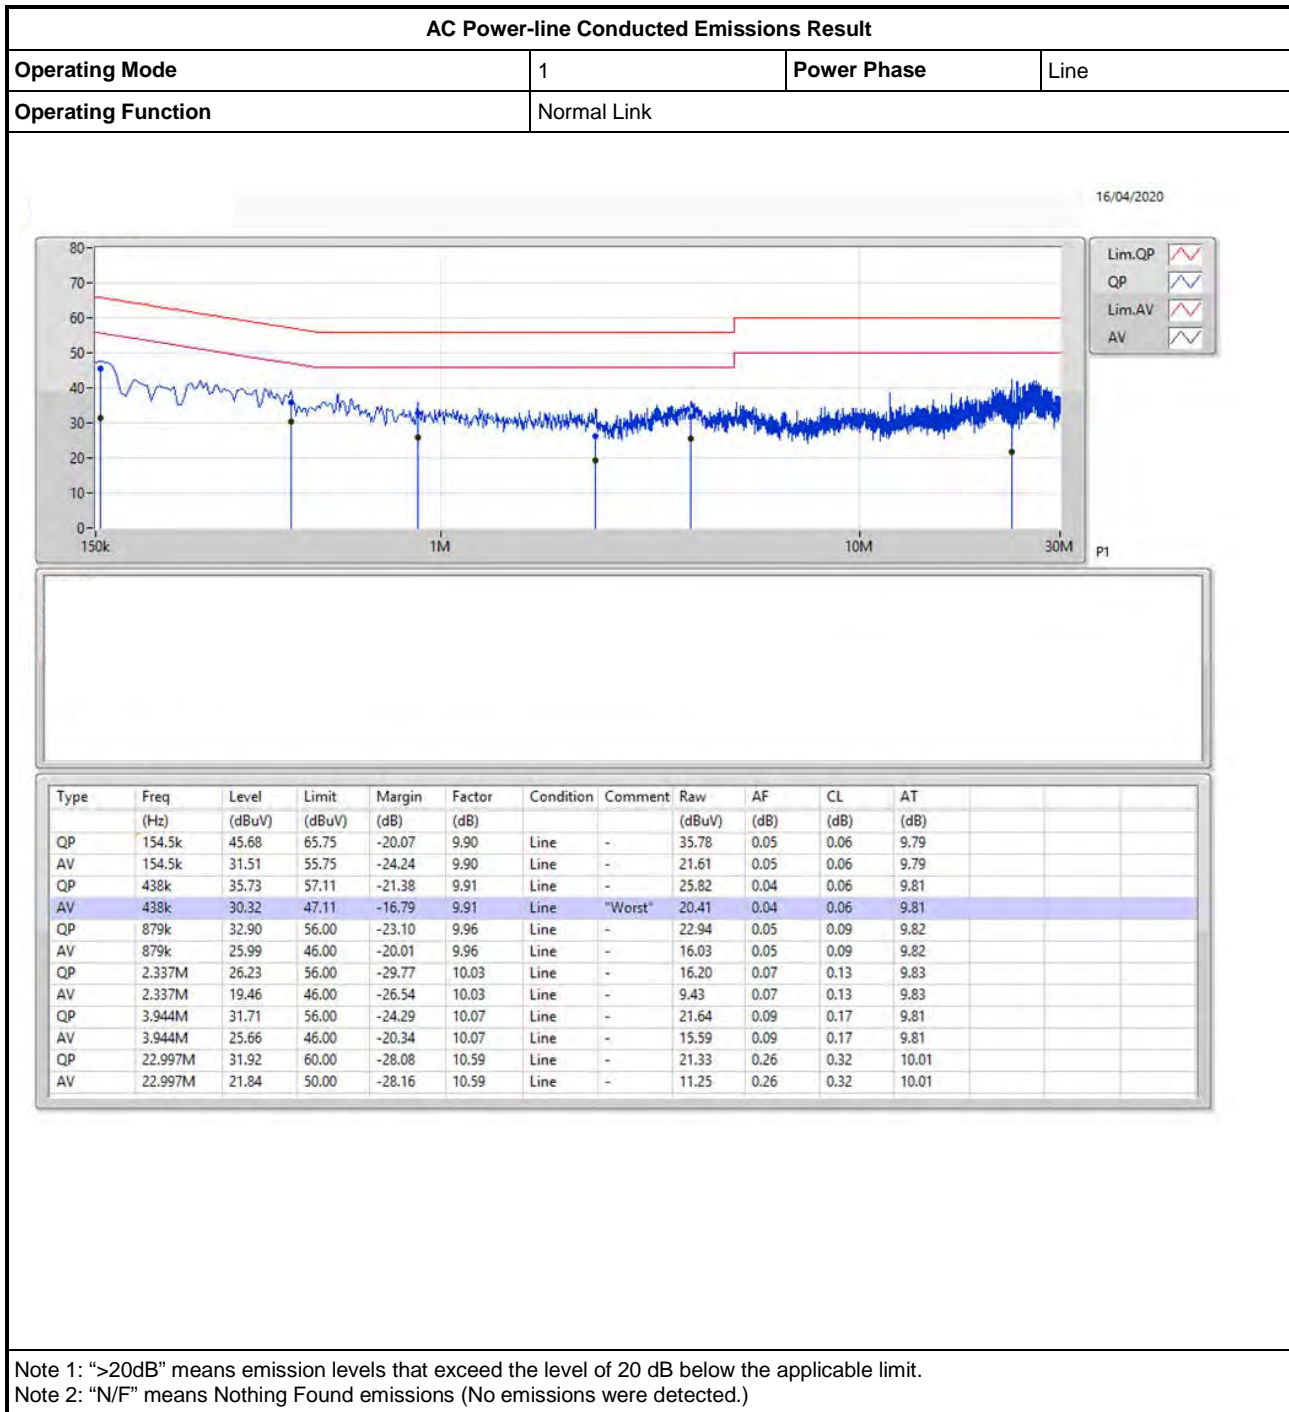 AC Power-line Conducted Emissions Result
Operating Mode 1 Power Phase Line
Operating Function Normal Link
16/04/2020
80
70
60
50
40
30
20
10
0
150k 1M 10M 30M
P1
Lim.QP
QP
Lim.AV
AV
Type Freq Level Limit Margin Factor Condition Comment Raw AF CL AT
(Hz) (dBuV) (dBuV) (dB) (dB) (dBuV) (dB) (dB) (dB)
QP 154.5k 45.68 65.75 -20.07 9.90 Line - 35.78 0.05 0.06 9.79
AV 154.5k 31.51 55.75 -24.24 9.90 Line - 21.61 0.05 0.06 9.79
QP 438k 35.73 57.11 -21.38 9.91 Line - 25.82 0.04 0.06 9.81
AV 438k 30.32 47.11 -16.79 9.91 Line "Worst" 20.41 0.04 0.06 9.81
QP 879k 32.90 56.00 -23.10 9.96 Line - 22.94 0.05 0.09 9.82
AV 879k 25.99 46.00 -20.01 9.96 Line - 16.03 0.05 0.09 9.82
QP 2.337M 26.23 56.00 -29.77 10.03 Line - 16.20 0.07 0.13 9.83
AV 2.337M 19.46 46.00 -26.54 10.03 Line - 9.43 0.07 0.13 9.83
QP 3.944M 31.71 56.00 -24.29 10.07 Line - 21.64 0.09 0.17 9.81
AV 3.944M 25.66 46.00 -20.34 10.07 Line - 15.59 0.09 0.17 9.81
QP 22.997M 31.92 60.00 -28.08 10.59 Line - 21.33 0.26 0.32 10.01
AV 22.997M 21.84 50.00 -28.16 10.59 Line - 11.25 0.26 0.32 10.01
Note 1: “>20dB” means emission levels that exceed the level of 20 dB below the applicable limit.
Note 2: “N/F” means Nothing Found emissions (No emissions were detected.)